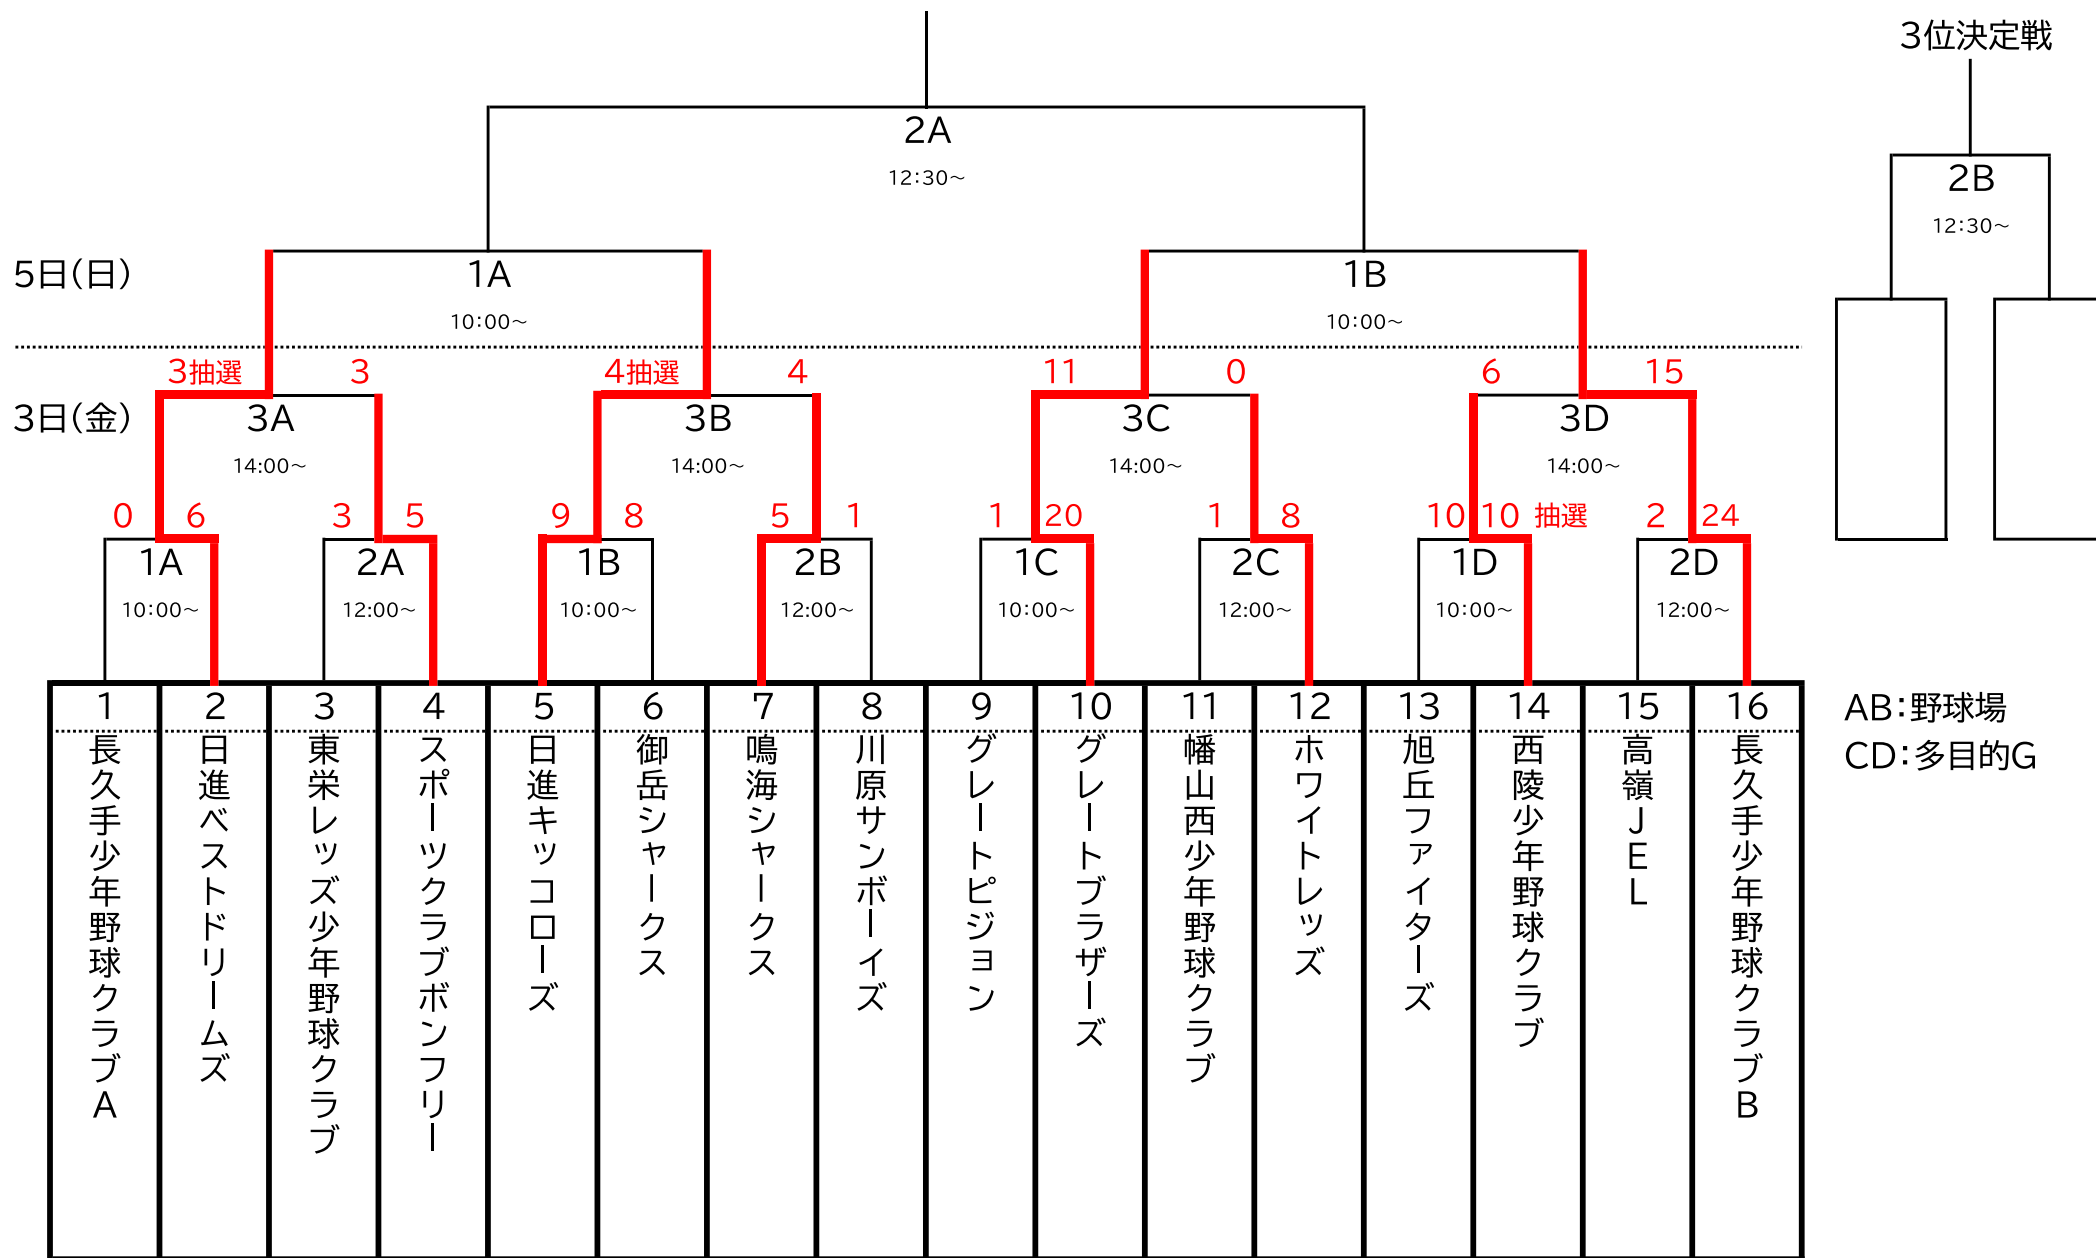 3位決定戦
2A
12:30～
2B
12:30～
5日(日)
1A
1B
10:00～
10:00～
3抽選
3
4抽選
4
11
0
6
15
3日(金)
3A
3B
3C
3D
14:00～
14:00～
14:00～
14:00～
0
6
3
5
9
8
5
1
1
20
1
8
10
10
抽選
2
24
1A
2A
1B
2B
1C
2C
1D
2D
10:00～
12:00～
10:00～
12:00～
10:00～
12:00～
10:00～
12:00～
1
長久手少年野球クラブA
2
日進ベストドリームズ
3
東栄レッズ少年野球クラブ
4
スポーツクラブボンフリー
5
日進キッコローズ
6
御岳シャークス
7
鳴海シャークス
8
川原サンボーイズ
9
グレートピジョン
10
グレートブラザーズ
11
幡山西少年野球クラブ
12
ホワイトレッズ
13
旭丘ファイターズ
14
西陵少年野球クラブ
15
高嶺JEL
16
長久手少年野球クラブB
AB:野球場
CD:多目的G